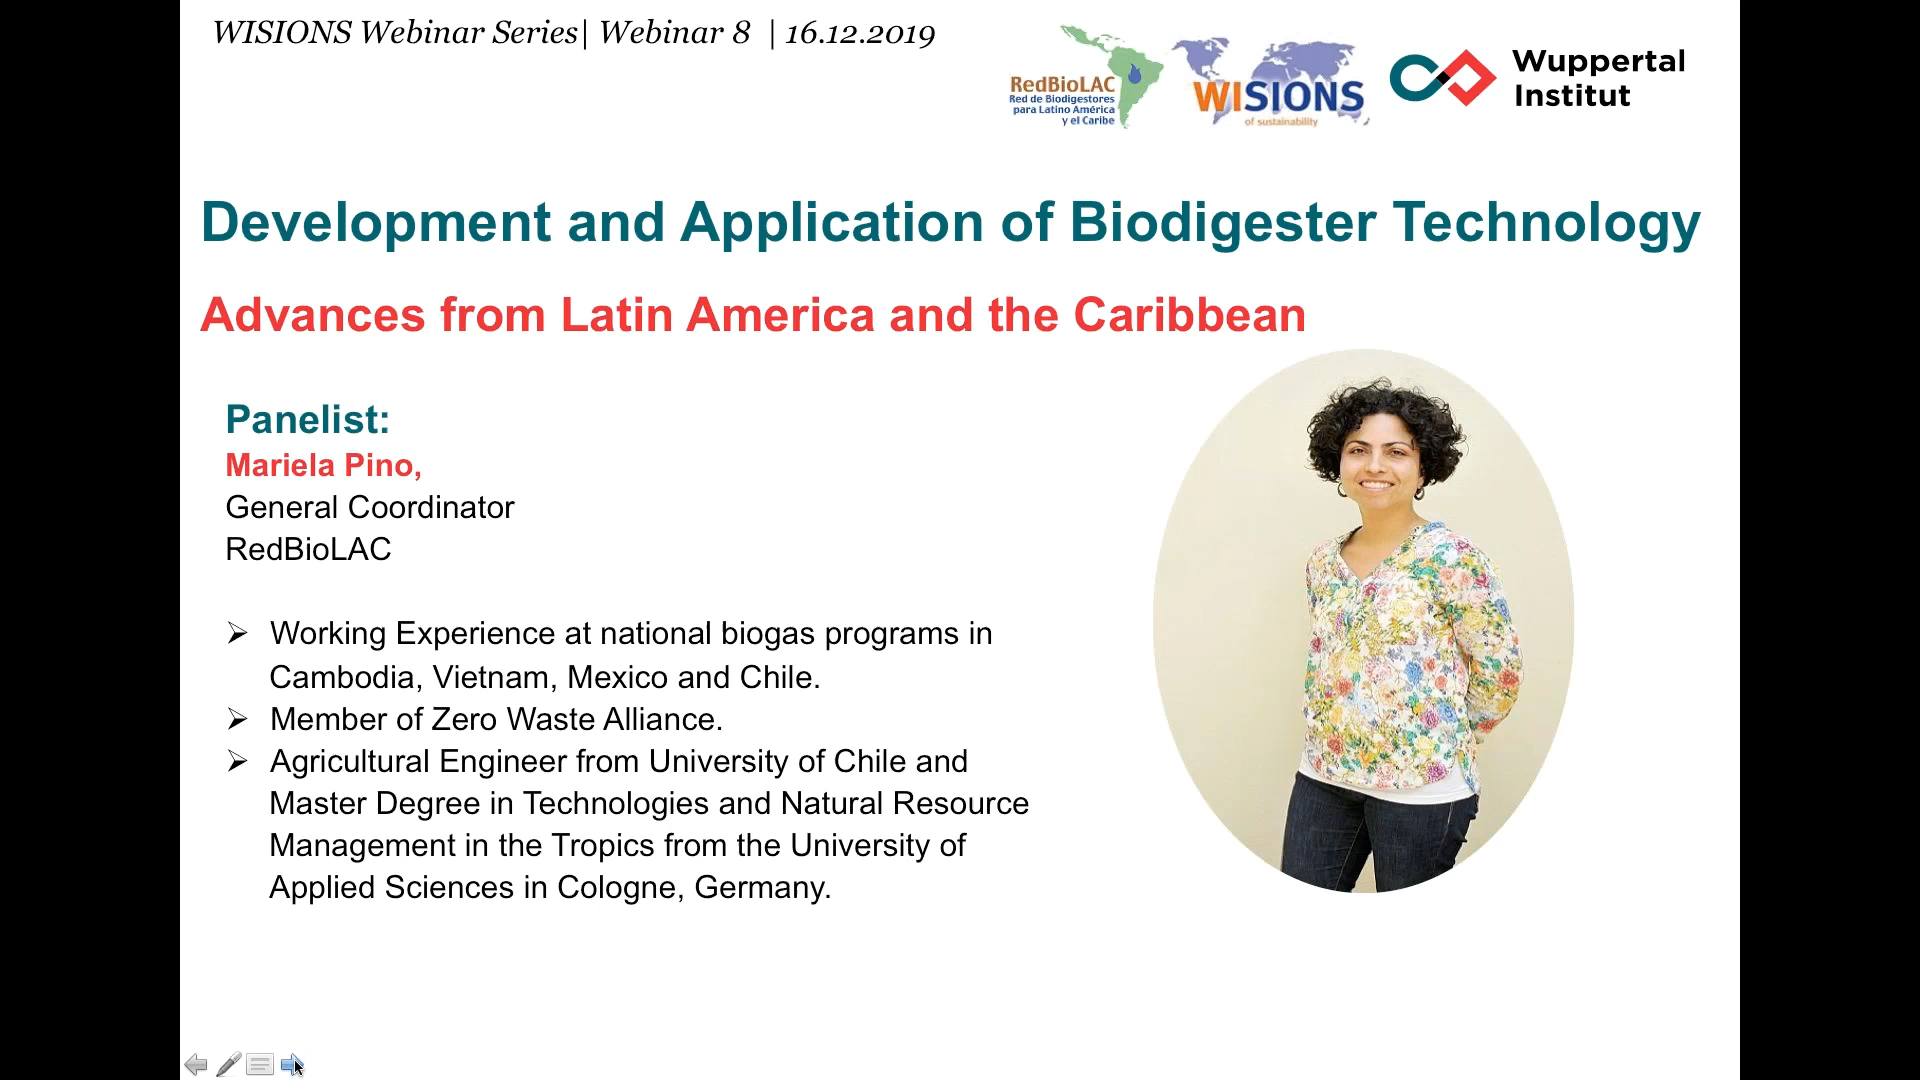 WISIONS Webinar Series| Webinar 8 | 16.12.2019
RedBioLAC
Red de Biodigestores
para Latino América
y el Caribe
WISIONS
of sustainability
Wuppertal
Institut
Development and Application of Biodigester Technology
Advances from Latin America and the Caribbean
Panelist:
Mariela Pino,
General Coordinator
RedBioLAC
➢ Working Experience at national biogas programs in
Cambodia, Vietnam, Mexico and Chile.
➢ Member of Zero Waste Alliance.
➢ Agricultural Engineer from University of Chile and
Master Degree in Technologies and Natural Resource
Management in the Tropics from the University of
Applied Sciences in Cologne, Germany.